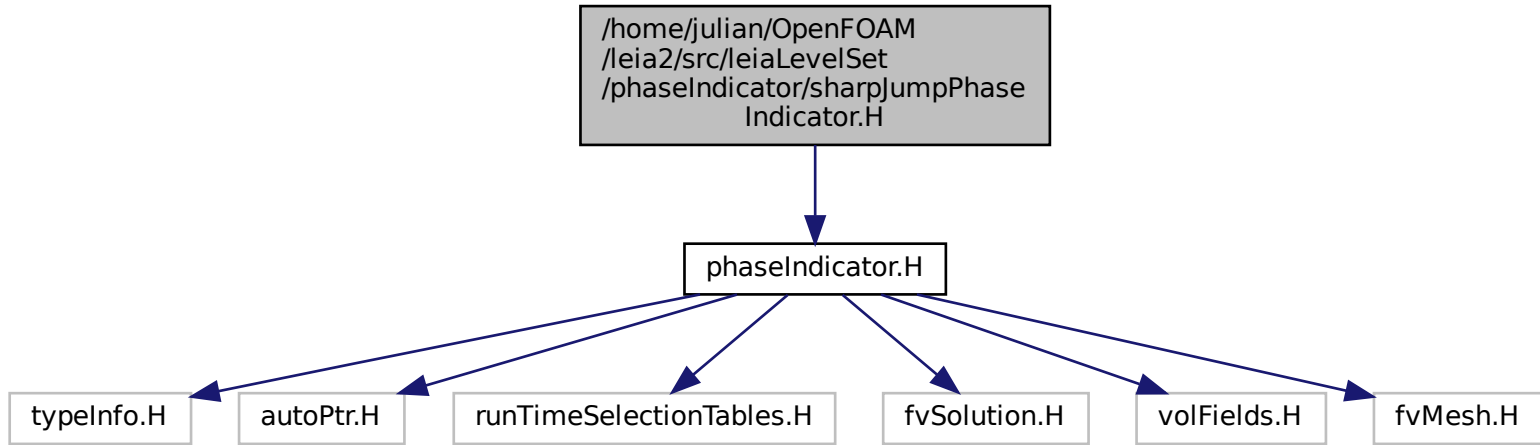 /home/julian/OpenFOAM
/leia2/src/leiaLevelSet
/phaseIndicator/sharpJumpPhase
Indicator.H
phaseIndicator.H
typeInfo.H
autoPtr.H
runTimeSelectionTables.H
fvSolution.H
volFields.H
fvMesh.H